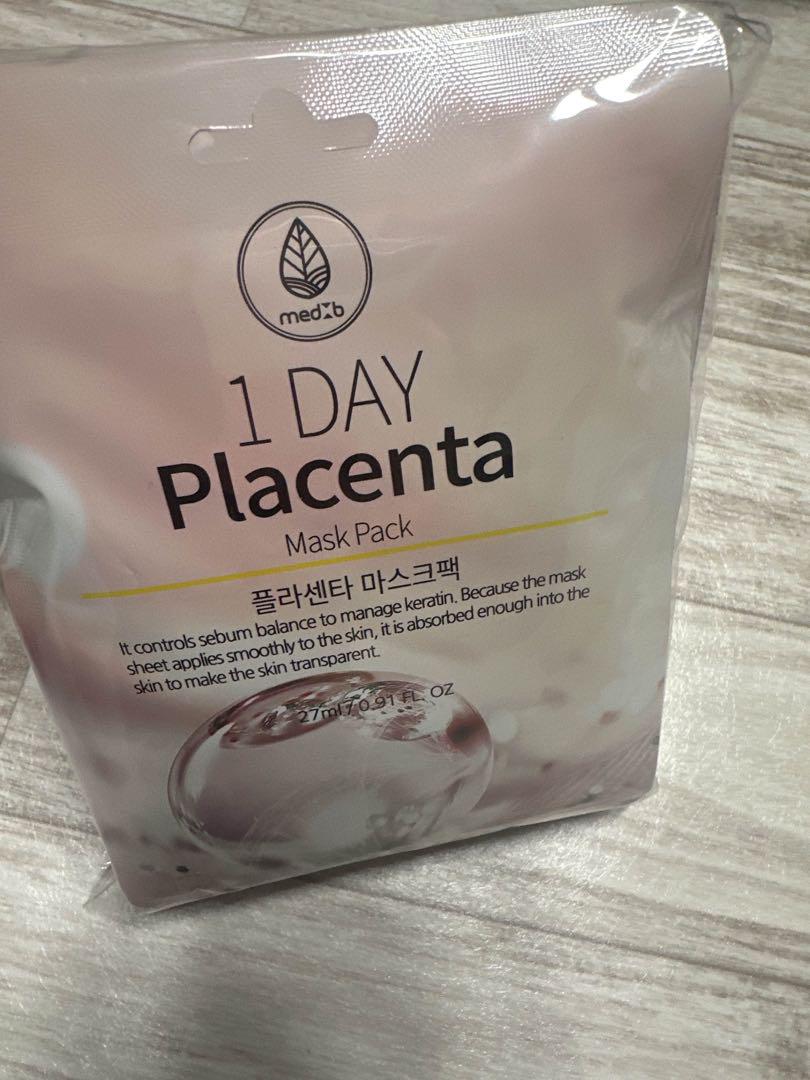 medb
1 DAY
Placenta
Mask Pack
플라센타 마스크팩
It controls sebum balance to manage keratin. Because the mask
sheet applies smoothly to the skin, it is absorbed enough into the
skin to make the skin transparent.
27ml / 0.91 FL. OZ